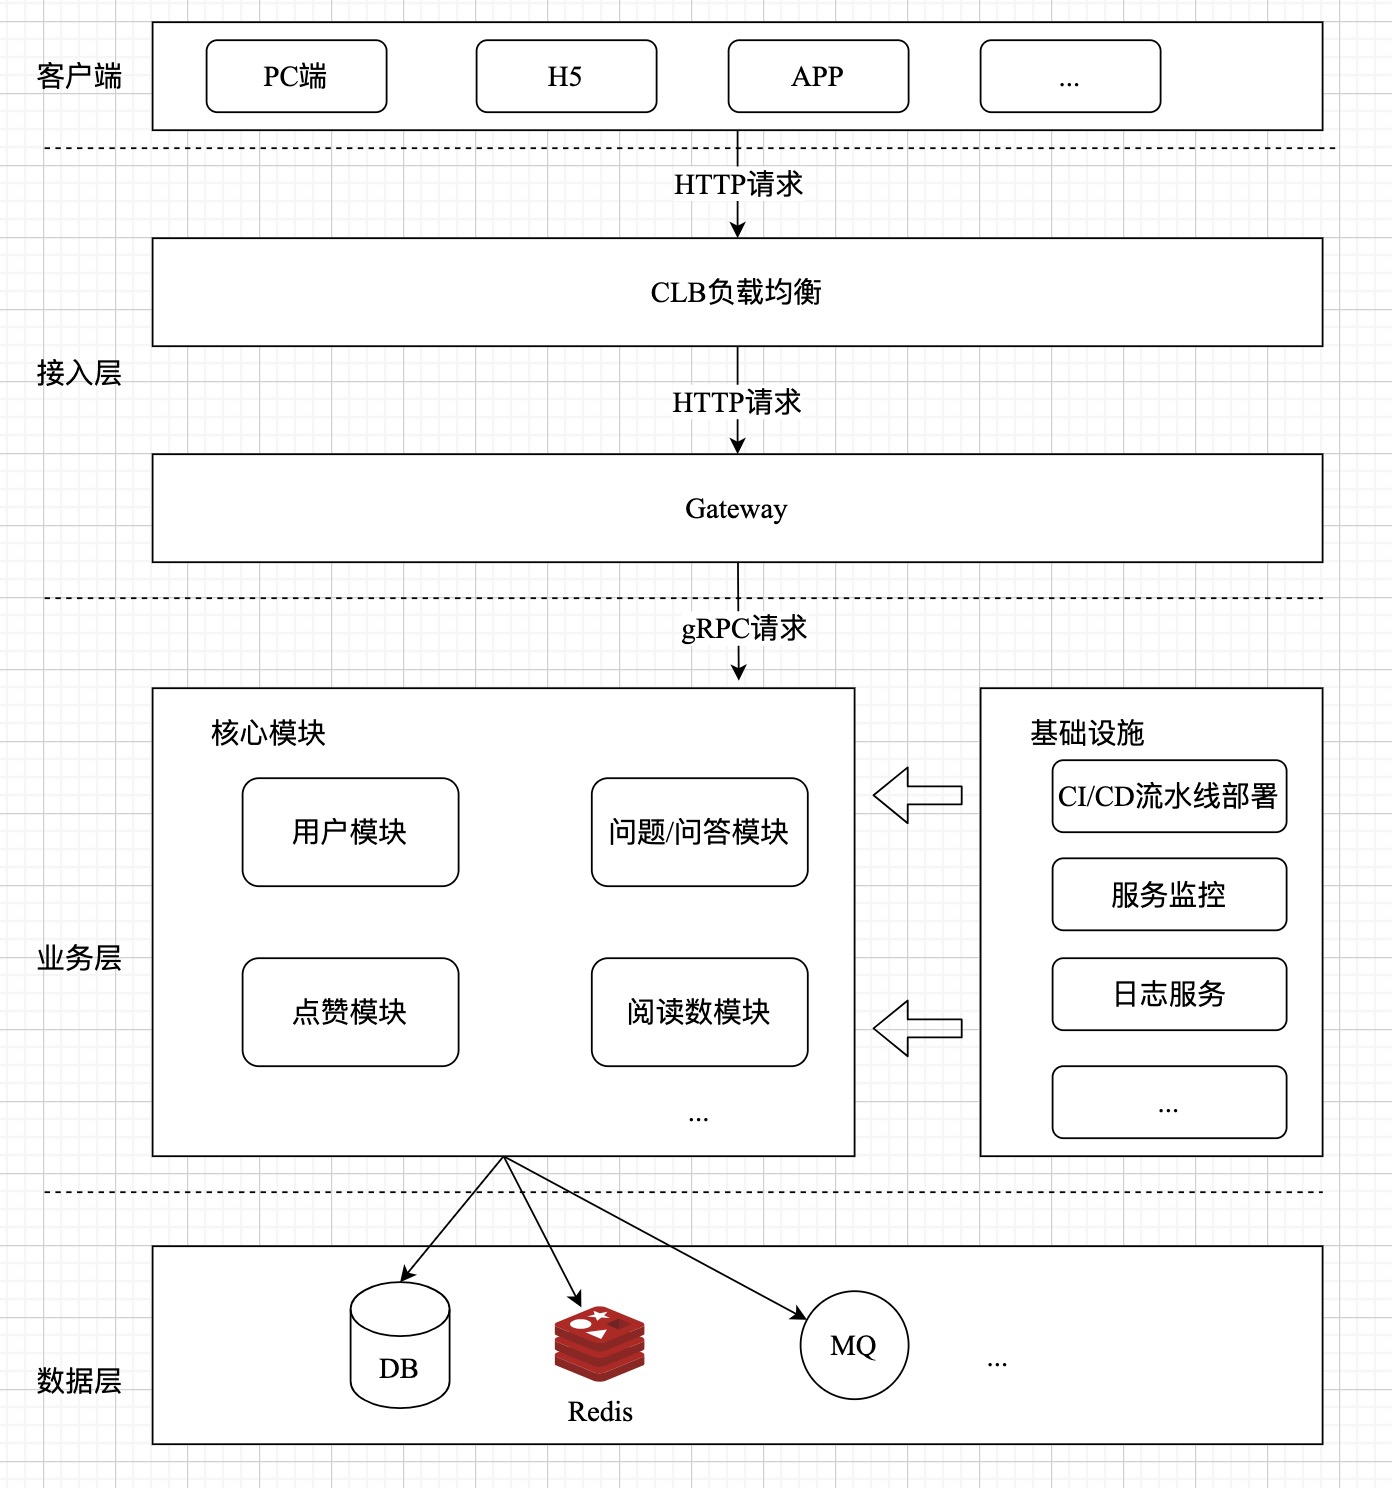 客户端
PC端
H5
APP
...
HTTP请求
CLB负载均衡
接入层
HTTP请求
Gateway
gRPC请求
业务层
核心模块
用户模块
问题/问答模块
点赞模块
阅读数模块
...
基础设施
CI/CD流水线部署
服务监控
日志服务
...
数据层
DB
Redis
MQ
...